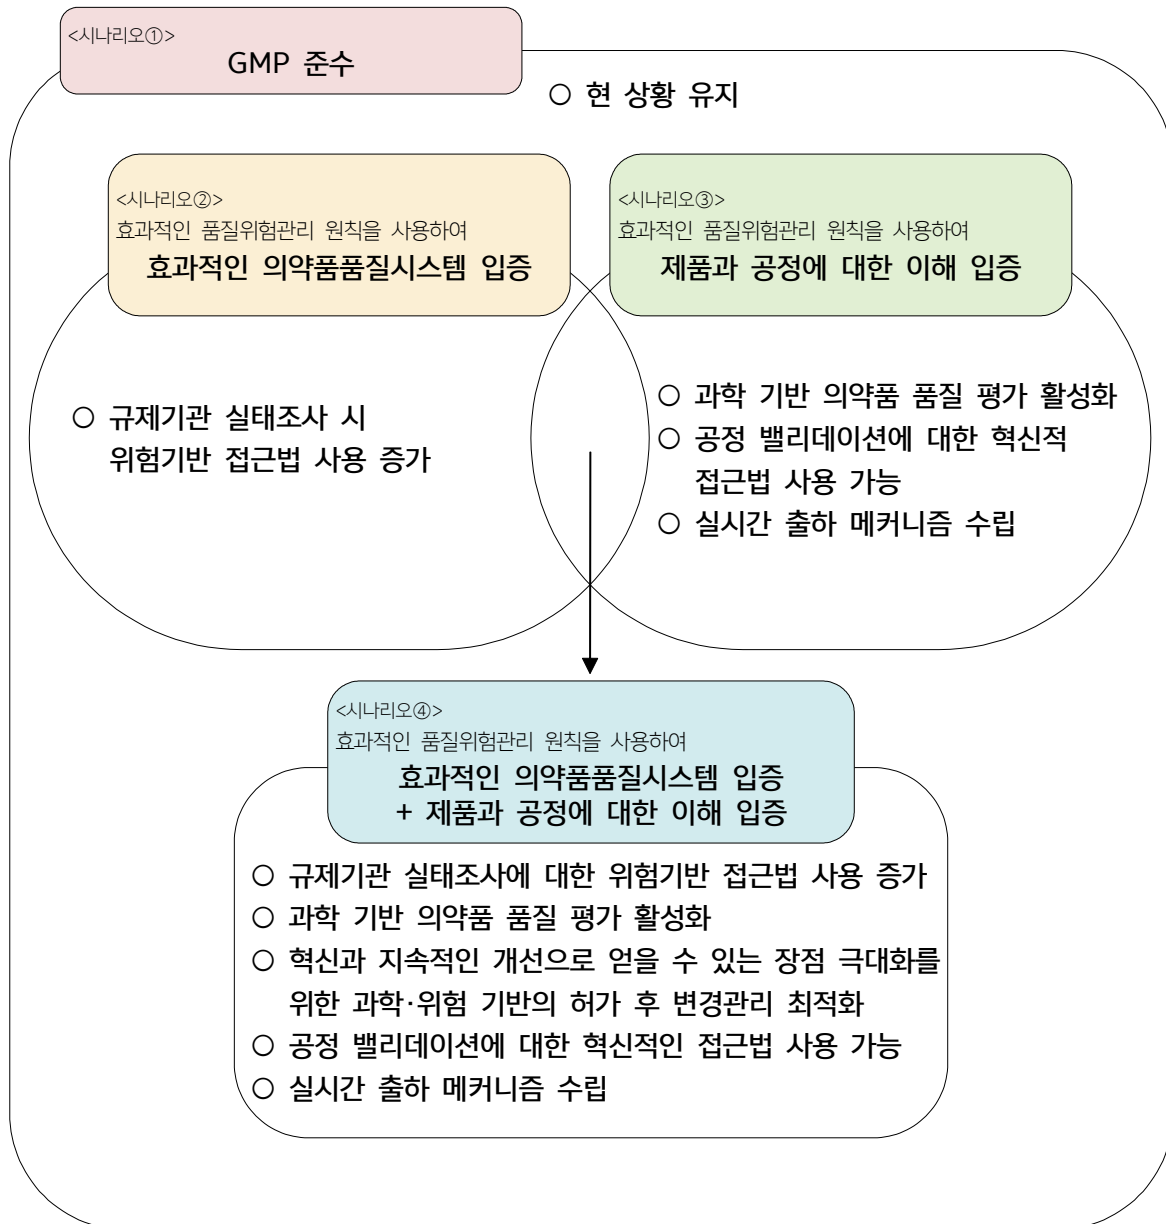 <시나리오①>
GMP 준수
○ 현 상황 유지
<시나리오②>
효과적인 품질위험관리 원칙을 사용하여
효과적인 의약품품질시스템 입증
○ 규제기관 실태조사 시
위험기반 접근법 사용 증가
<시나리오③>
효과적인 품질위험관리 원칙을 사용하여
제품과 공정에 대한 이해 입증
○ 과학 기반 의약품 품질 평가 활성화
○ 공정 밸리데이션에 대한 혁신적
접근법 사용 가능
○ 실시간 출하 메커니즘 수립
<시나리오④>
효과적인 품질위험관리 원칙을 사용하여
효과적인 의약품품질시스템 입증
+ 제품과 공정에 대한 이해 입증
○ 규제기관 실태조사에 대한 위험기반 접근법 사용 증가
○ 과학 기반 의약품 품질 평가 활성화
○ 혁신과 지속적인 개선으로 얻을 수 있는 장점 극대화를
위한 과학·위험 기반의 허가 후 변경관리 최적화
○ 공정 밸리데이션에 대한 혁신적인 접근법 사용 가능
○ 실시간 출하 메커니즘 수립